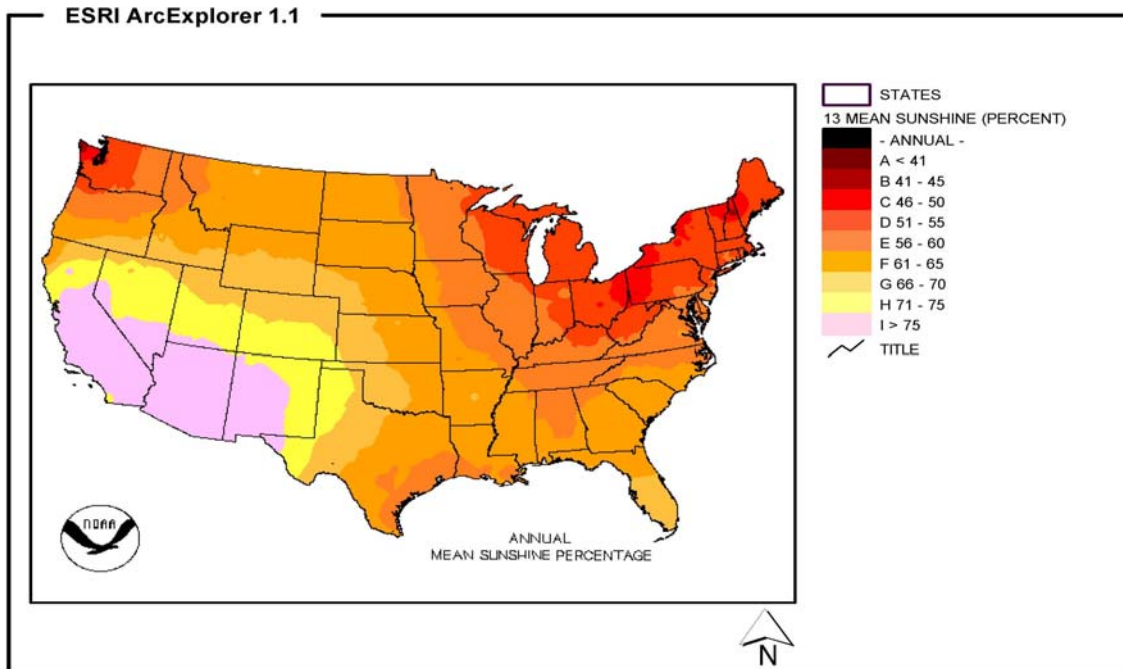 ESRI ArcExplorer 1.1
STATES
13 MEAN SUNSHINE (PERCENT)
- ANNUAL -
A < 41
B 41 - 45
C 46 - 50
D 51 - 55
E 56 - 60
F 61 - 65
G 66 - 70
H 71 - 75
I > 75
TITLE
NOAA
ANNUAL
MEAN SUNSHINE PERCENTAGE
N